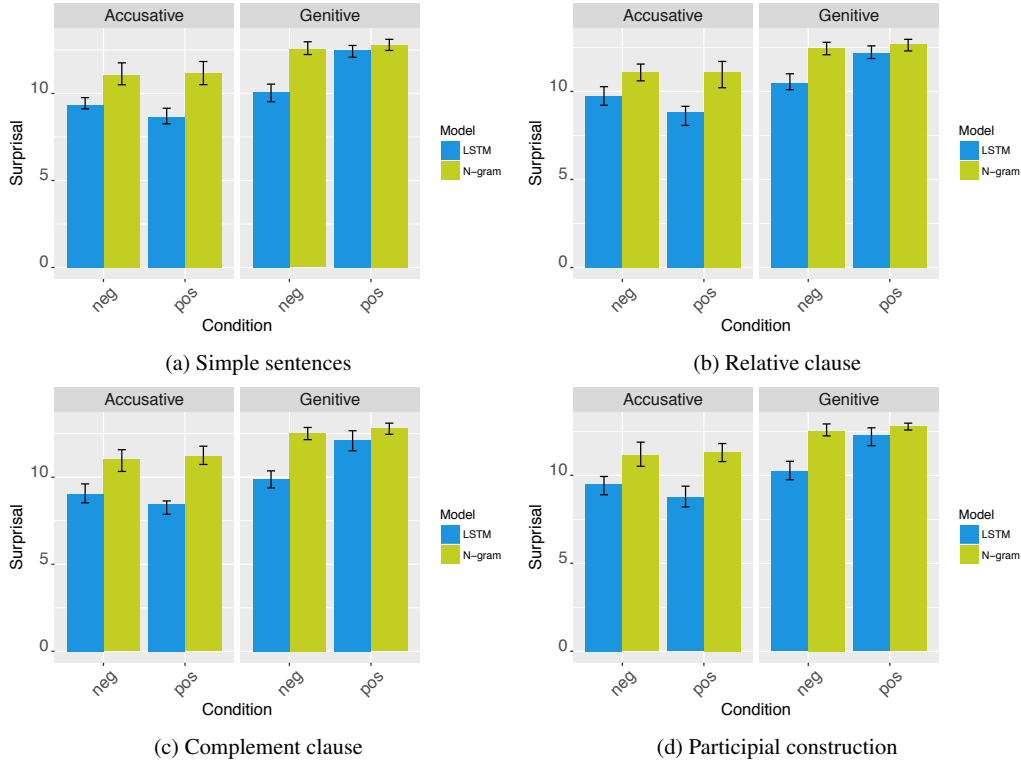 Accusative Genitive
10
5
0
Surprisal
neg pos neg pos
Condition
Model
LSTM
N-gram
(a) Simple sentences
Accusative Genitive
10
5
0
Surprisal
neg pos neg pos
Condition
Model
LSTM
N-gram
(b) Relative clause
Accusative Genitive
10
5
0
Surprisal
neg pos neg pos
Condition
Model
LSTM
N-gram
(c) Complement clause
Accusative Genitive
10
5
0
Surprisal
neg pos neg pos
Condition
Model
LSTM
N-gram
(d) Participial construction